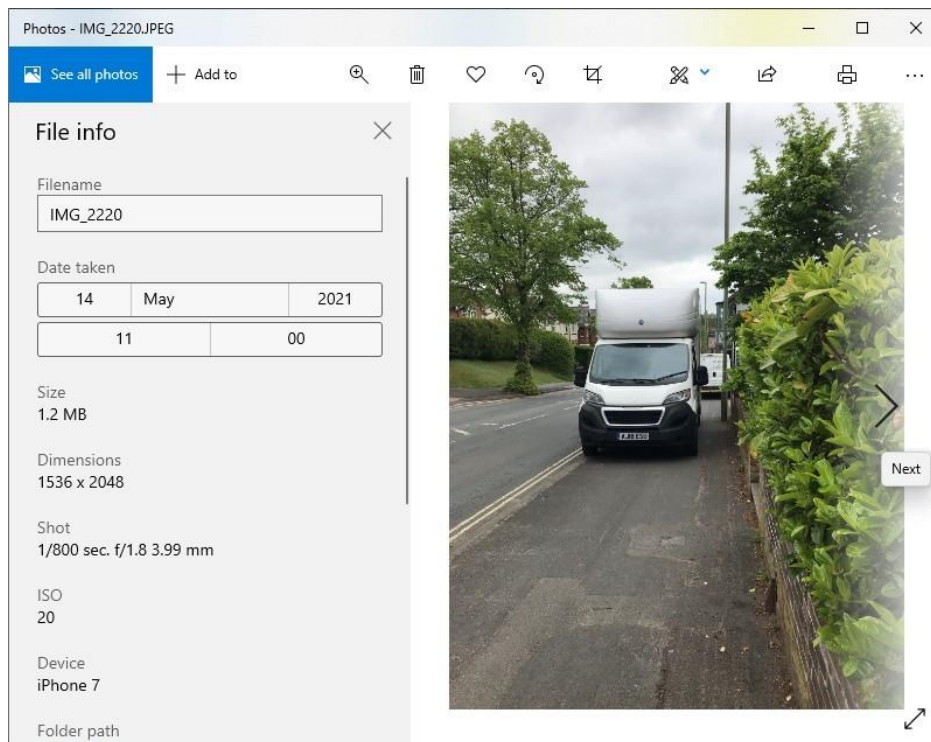 Photos - IMG_2220.JPEG
See all photos
Add to
File info
Filename
IMG_2220
Date taken
14 May 2021
11 00
Size
1.2 MB
Dimensions
1536 x 2048
Shot
1/800 sec. f/1.8 3.99 mm
ISO
20
Device
iPhone 7
Folder path
Next